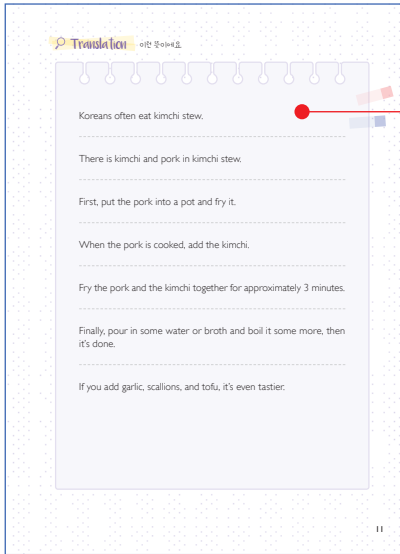 Translation 이런 뜻이에요.
Koreans often eat kimchi stew.
There is kimchi and pork in kimchi stew.
First, put the pork into a pot and fry it.
When the pork is cooked, add the kimchi.
Fry the pork and the kimchi together for approximately 3 minutes.
Finally, pour in some water or broth and boil it some more, then
it's done.
If you add garlic, scallions, and tofu, it's even tastier.
11